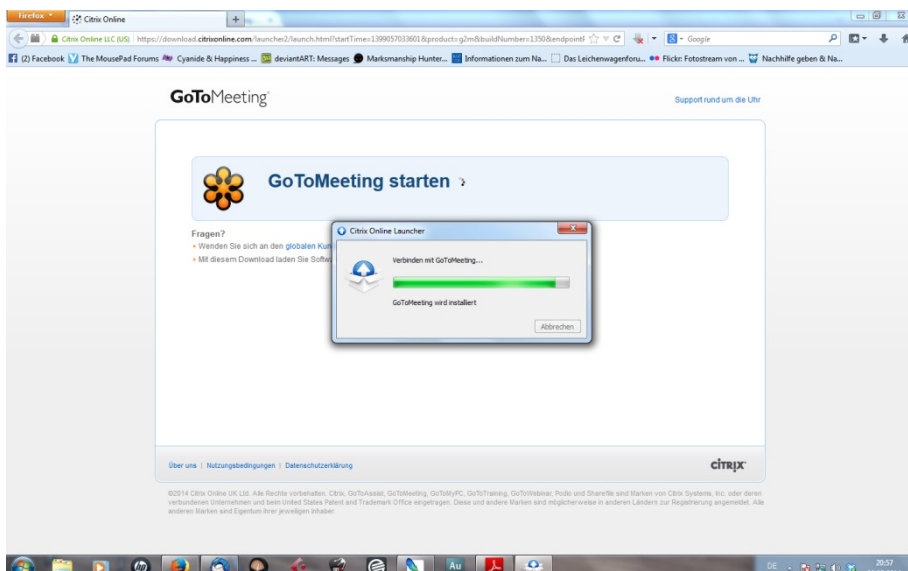 Firefox
Citrix Online
Citrix Online LLC (US)
https://download.citrixonline.com/launcher2/launch.html?startTime=1399057033601&product=g2m&buildNumber=1350&endpointF
Google
(2) Facebook
The MousePad Forums
Cyanide & Happiness ...
deviantART: Messages
Marksmanship Hunter...
Informationen zum Na...
Das Leichenwagenforu...
Flickr: Fotostream von ...
Nachhilfe geben & Na...
GoToMeeting
Support rund um die Uhr
GoToMeeting starten
Fragen?
Wenden Sie sich an den globalen Kun
Mit diesem Download laden Sie Softw
Citrix Online Launcher
Verbinden mit GoToMeeting...
GoToMeeting wird installiert
Abbrechen
Über uns | Nutzungsbedingungen | Datenschutzerklärung
CITRIX
©2014 Citrix Online UK Ltd. Alle Rechte vorbehalten. Citrix, GoToAssist, GoToMeeting, GoToMyPC, GoToTraining, GoToWebinar, Podio und ShareFile sind Marken von Citrix Systems, Inc. oder deren
verbundenen Unternehmen und beim United States Patent and Trademark Office eingetragen. Diese und andere Marken sind möglicherweise in anderen Ländern zur Registrierung angemeldet. Alle
anderen Marken sind Eigentum ihrer jeweiligen Inhaber.
Au
DE
20:57